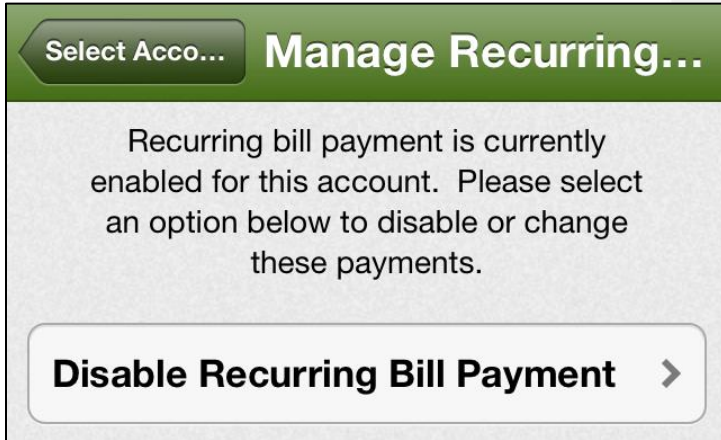 Select Acco... Manage Recurring...
Recurring bill payment is currently
enabled for this account.  Please select
an option below to disable or change
these payments.
Disable Recurring Bill Payment